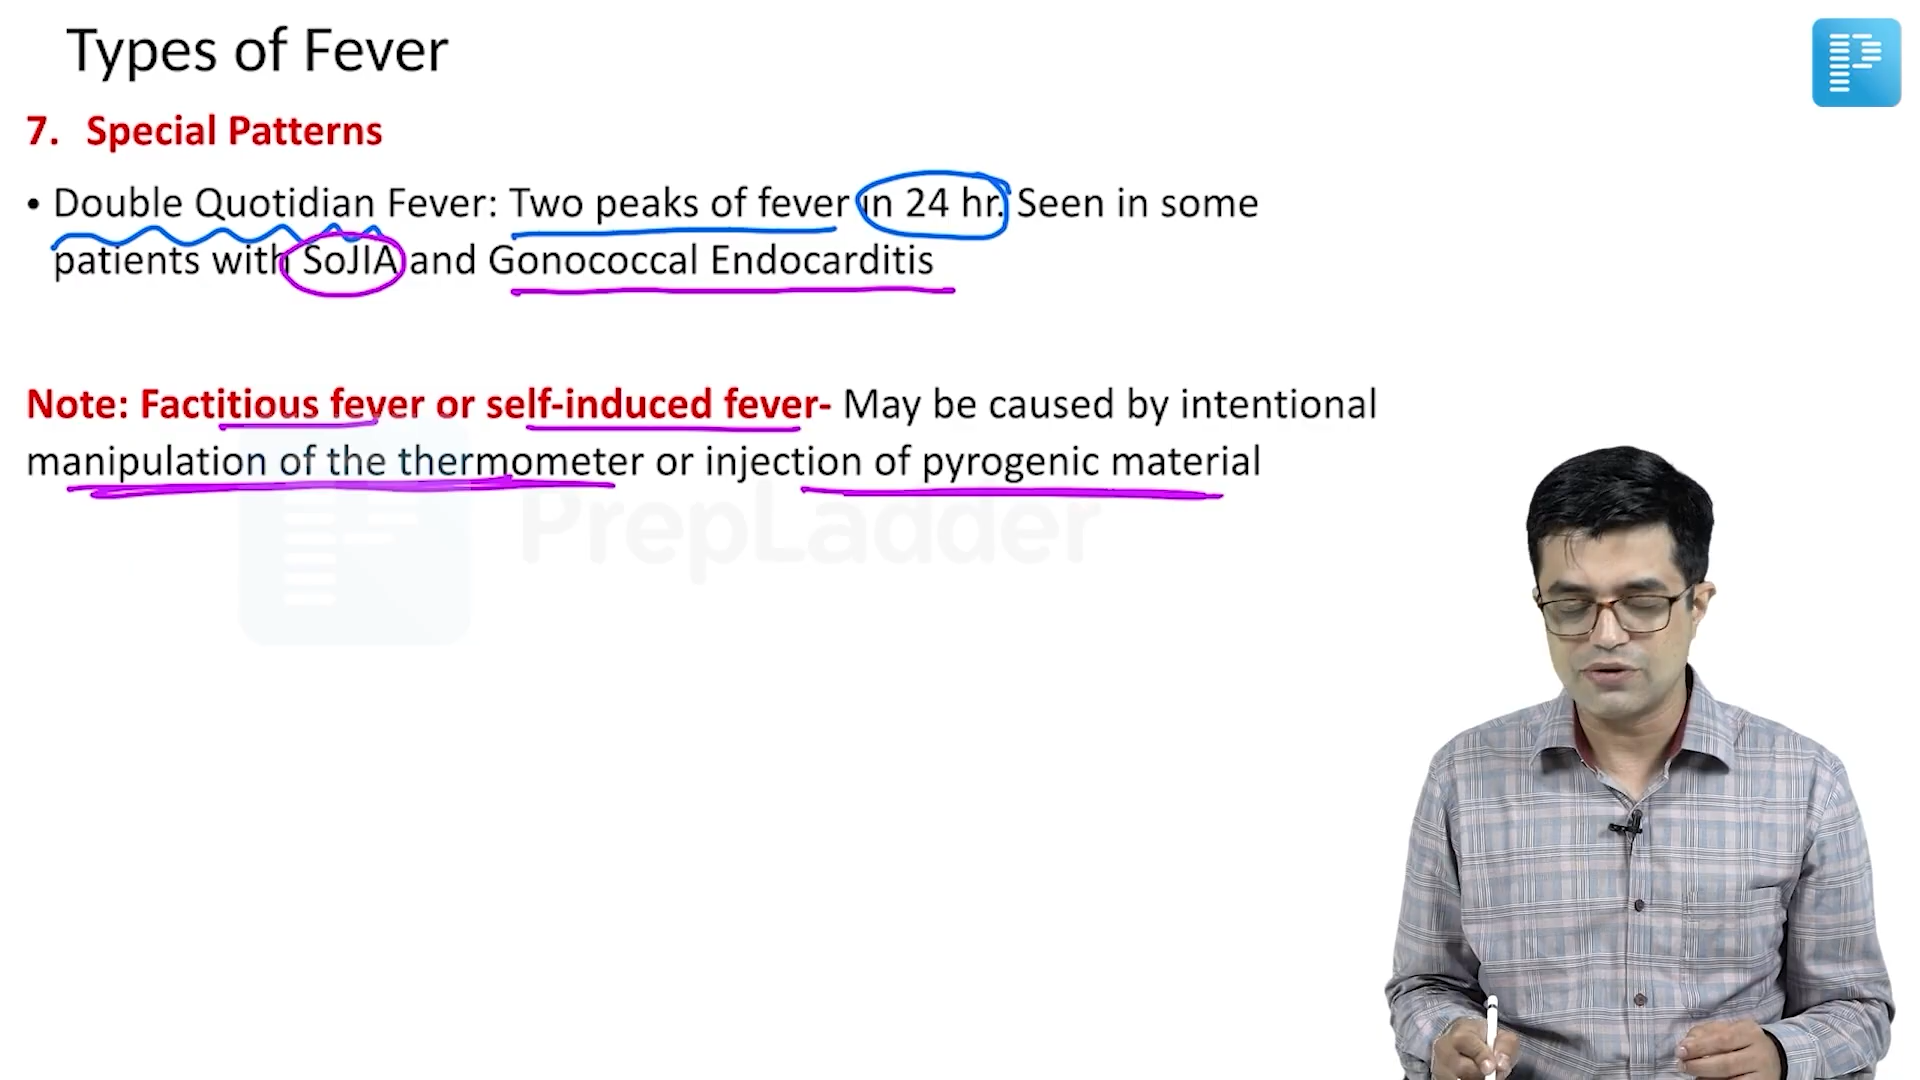 Types of Fever
7. Special Patterns
• Double Quotidian Fever: Two peaks of fever in 24 hr. Seen in some
patients with SoJIA and Gonococcal Endocarditis
Note: Factitious fever or self-induced fever- May be caused by intentional
manipulation of the thermometer or injection of pyrogenic material
PrepLadder